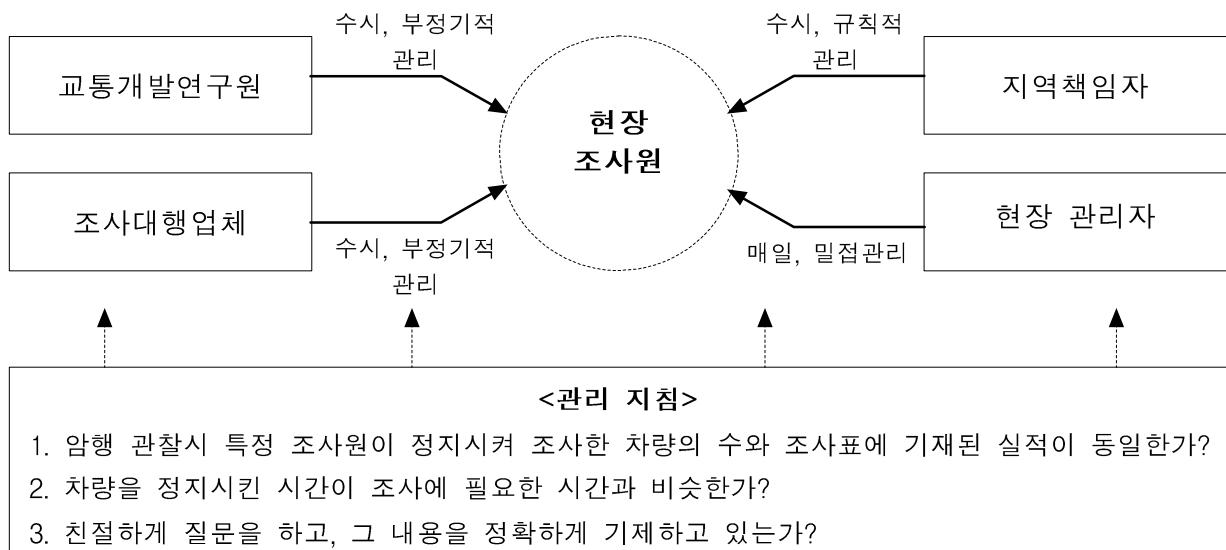 수시, 부정기적
관리
수시, 규칙적
관리
교통개발연구원
현장
조사원
지역책임자
조사대행업체
현장 관리자
수시, 부정기적
관리
매일, 밀접관리
<관리 지침>
1. 암행 관찰시 특정 조사원이 정지시켜 조사한 차량의 수와 조사표에 기재된 실적이 동일한가?
2. 차량을 정지시킨 시간이 조사에 필요한 시간과 비슷한가?
3. 친절하게 질문을 하고, 그 내용을 정확하게 기제하고 있는가?